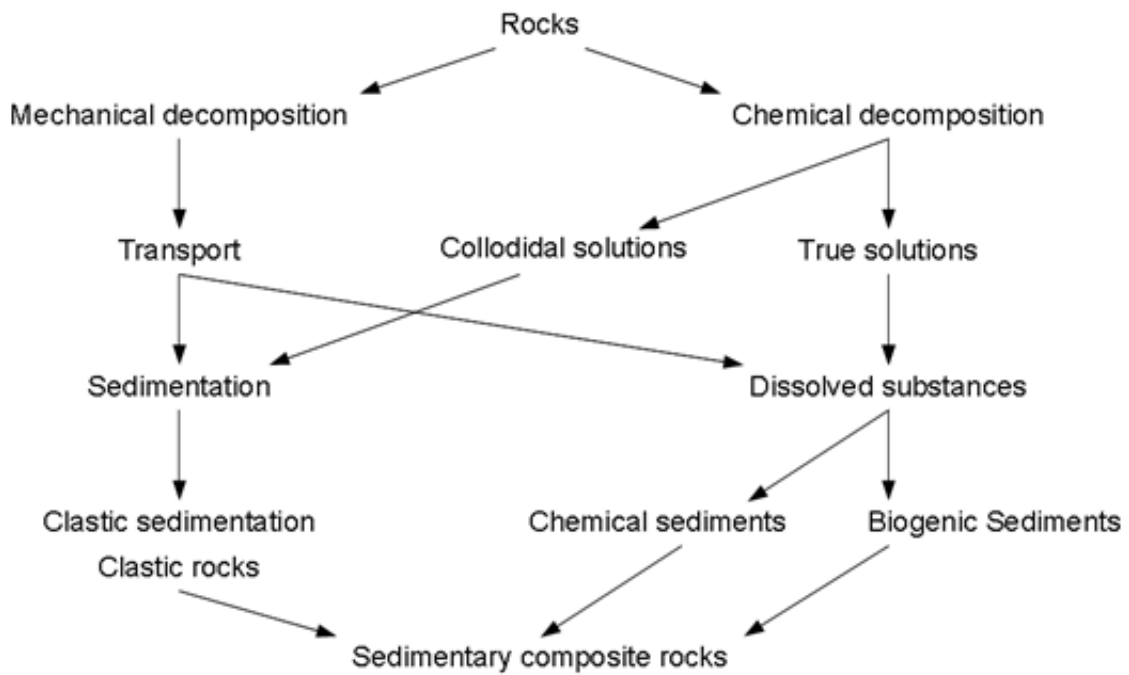 Rocks
Mechanical decomposition
Chemical decomposition
Transport
Collodidal solutions
True solutions
Sedimentation
Dissolved substances
Clastic sedimentation
Chemical sediments
Biogenic Sediments
Clastic rocks
Sedimentary composite rocks